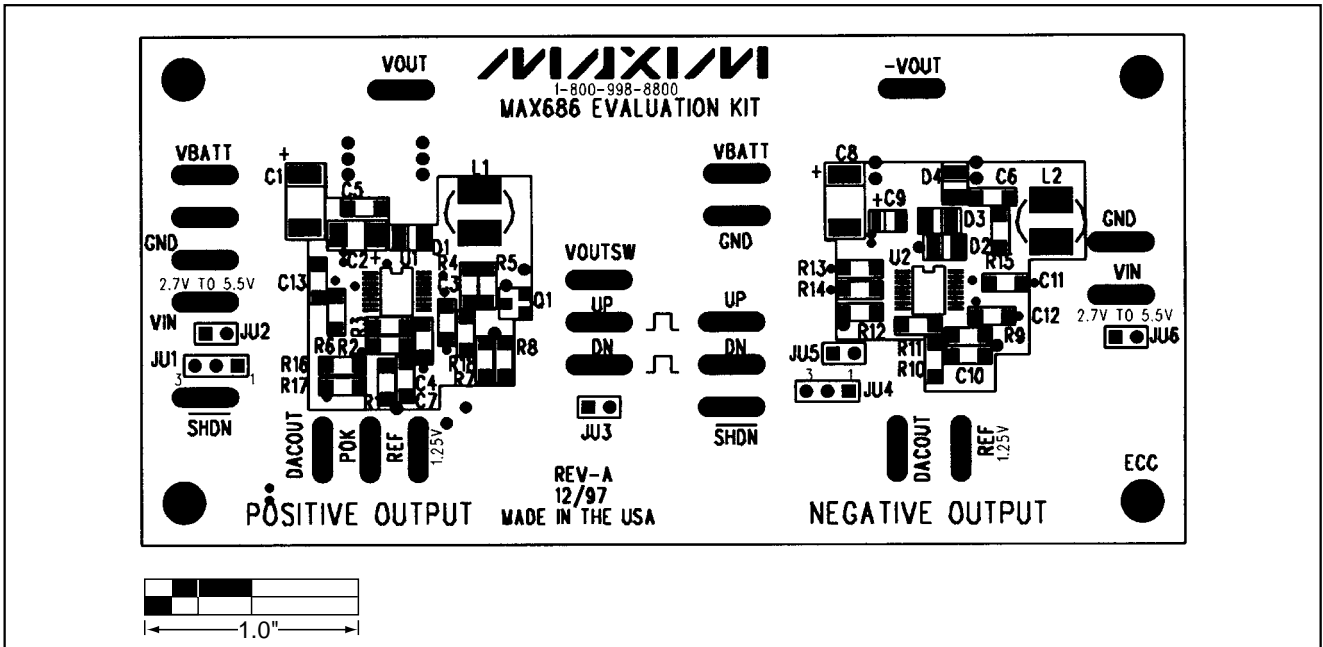 VOUT
MAXIM
-VOUT
1-800-998-8800
MAX686 EVALUATION KIT
VBATT
+
C1
C5
L1
VBATT
C8
+
D4
C6
L2
+C9
D3
GND
GND
GND
D1
D2
C2+
U1
R4
R5
VOUTSW
R15
2.7V TO 5.5V
C13
C3
Q1
R13
R14
U2
C11
VIN
VIN
UP
UP
2.7V TO 5.5V
JU2
R3
R12
C12
R9
JU6
JU1
R6
R2
R18
R8
DN
DN
JU5
R11
3
1
R16
R17
C4
R7
R10
C10
3
1
JU4
SHDN
R1
C7
JU3
SHDN
DACOUT
POK
REF
1.25V
DACOUT
REF
1.25V
ECC
REV-A
12/97
POSITIVE OUTPUT
MADE IN THE USA
NEGATIVE OUTPUT
1.0"